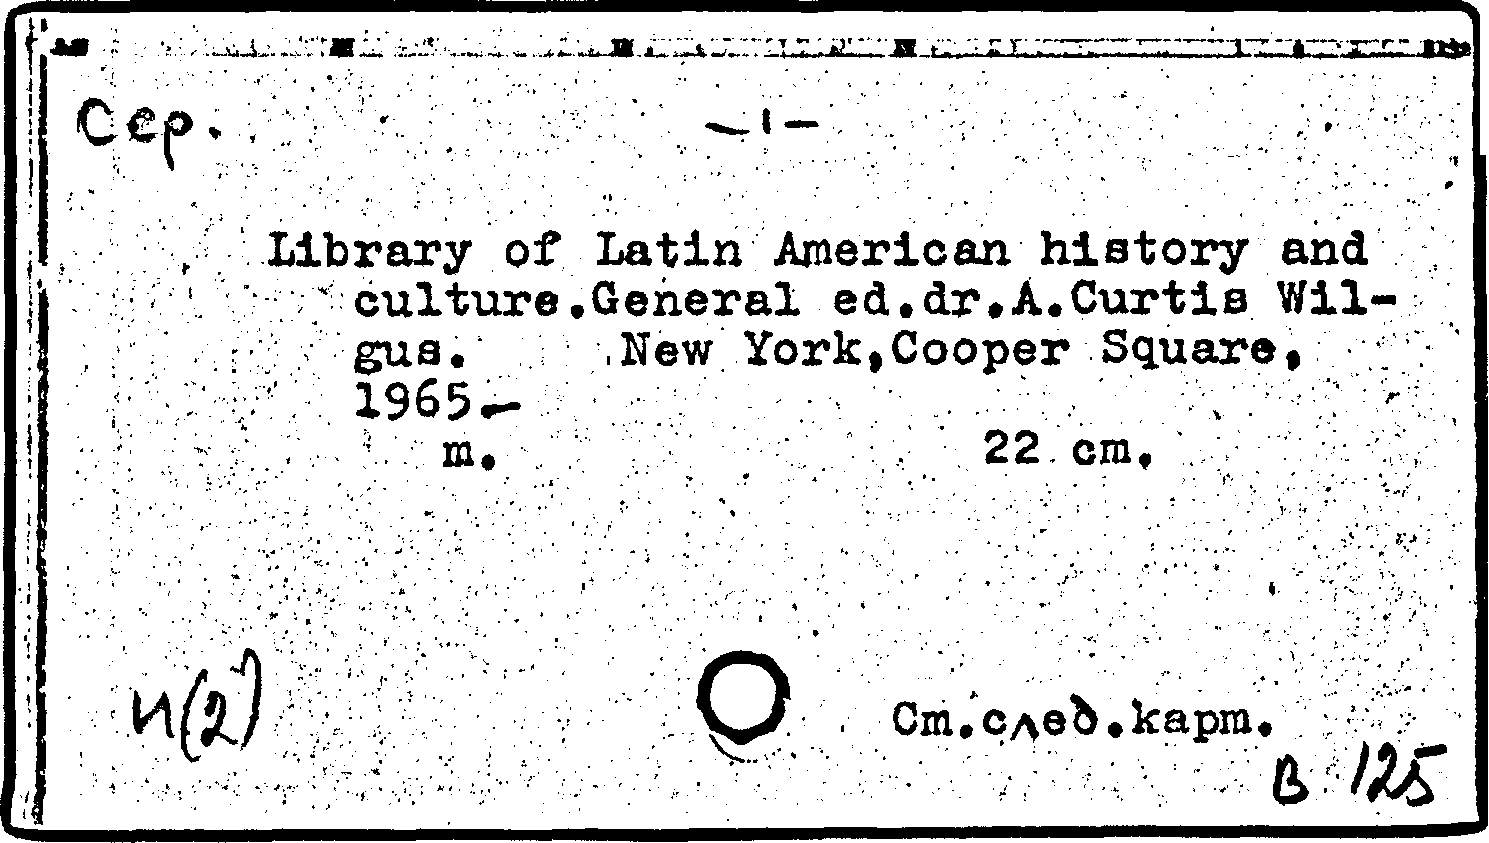 Сер. — 1 —
Library of Latin American history and
culture.General ed.dr.A.Curtis Wil-
gus. New York,Cooper Square,
1965.—
m. 22 cm.
И(2)
См.след.карт.
В 125